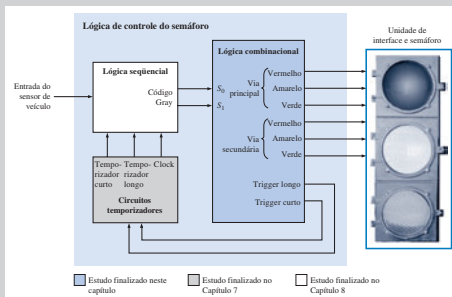 Lógica de controle do semáforo
Unidade de
interface e semáforo
Lógica seqüencial
Código
Gray
Entrada do
sensor de
veículo
Lógica combinacional
S0
S1
Via
principal
Vermelho
Amarelo
Verde
Via
secundária
Vermelho
Amarelo
Verde
Trigger longo
Trigger curto
Tempo-
rizador
curto
Tempo-
rizador
longo
Clock
Circuitos
temporizadores
Estudo finalizado neste
capítulo
Estudo finalizado no
Capítulo 7
Estudo finalizado no
Capítulo 8